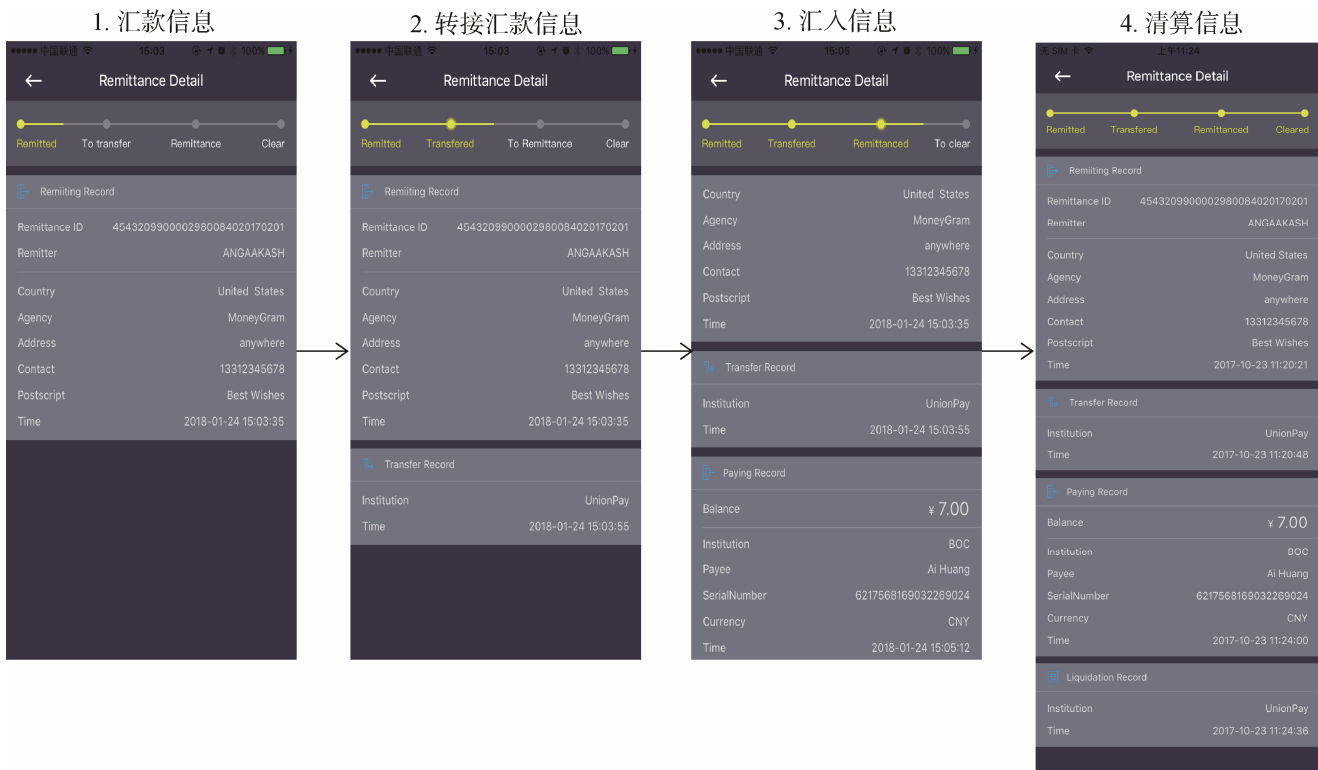 1. 汇款信息
中国联通 15:03 100%
Remittance Detail
Remitted To transfer Remittance Clear
Remiiting Record
Remittance ID 4543209900002980084020170201
Remitter ANGAAKASH
Country United States
Agency MoneyGram
Address anywhere
Contact 13312345678
Postscript Best Wishes
Time 2018-01-24 15:03:35
2. 转接汇款信息
中国联通 15:03 100%
Remittance Detail
Remitted Transfered To Remittance Clear
Remiiting Record
Remittance ID 4543209900002980084020170201
Remitter ANGAAKASH
Country United States
Agency MoneyGram
Address anywhere
Contact 13312345678
Postscript Best Wishes
Time 2018-01-24 15:03:35
Transfer Record
Institution UnionPay
Time 2018-01-24 15:03:55
3. 汇入信息
中国联通 15:05 100%
Remittance Detail
Remitted Transfered Remittanced To clear
Country United States
Agency MoneyGram
Address anywhere
Contact 13312345678
Postscript Best Wishes
Time 2018-01-24 15:03:35
Transfer Record
Institution UnionPay
Time 2018-01-24 15:03:55
Paying Record
Balance ¥ 7.00
Institution BOC
Payee Ai Huang
SerialNumber 6217568169032269024
Currency CNY
Time 2018-01-24 15:05:12
4. 清算信息
无 SIM 卡 上午11:24
Remittance Detail
Remitted Transfered Remittanced Cleared
Remiiting Record
Remittance ID 4543209900002980084020170201
Remitter ANGAAKASH
Country United States
Agency MoneyGram
Address anywhere
Contact 13312345678
Postscript Best Wishes
Time 2017-10-23 11:20:21
Transfer Record
Institution UnionPay
Time 2017-10-23 11:20:48
Paying Record
Balance ¥ 7.00
Institution BOC
Payee Ai Huang
SerialNumber 6217568169032269024
Currency CNY
Time 2017-10-23 11:24:00
Liquidation Record
Institution UnionPay
Time 2017-10-23 11:24:36